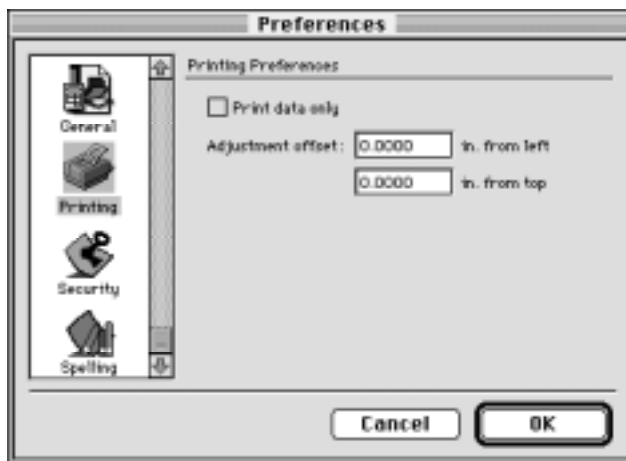 Preferences
General
Printing
Security
Spelling
Printing Preferences
Print data only
Adjustment offset: 0.0000 in. from left
0.0000 in. from top
Cancel OK